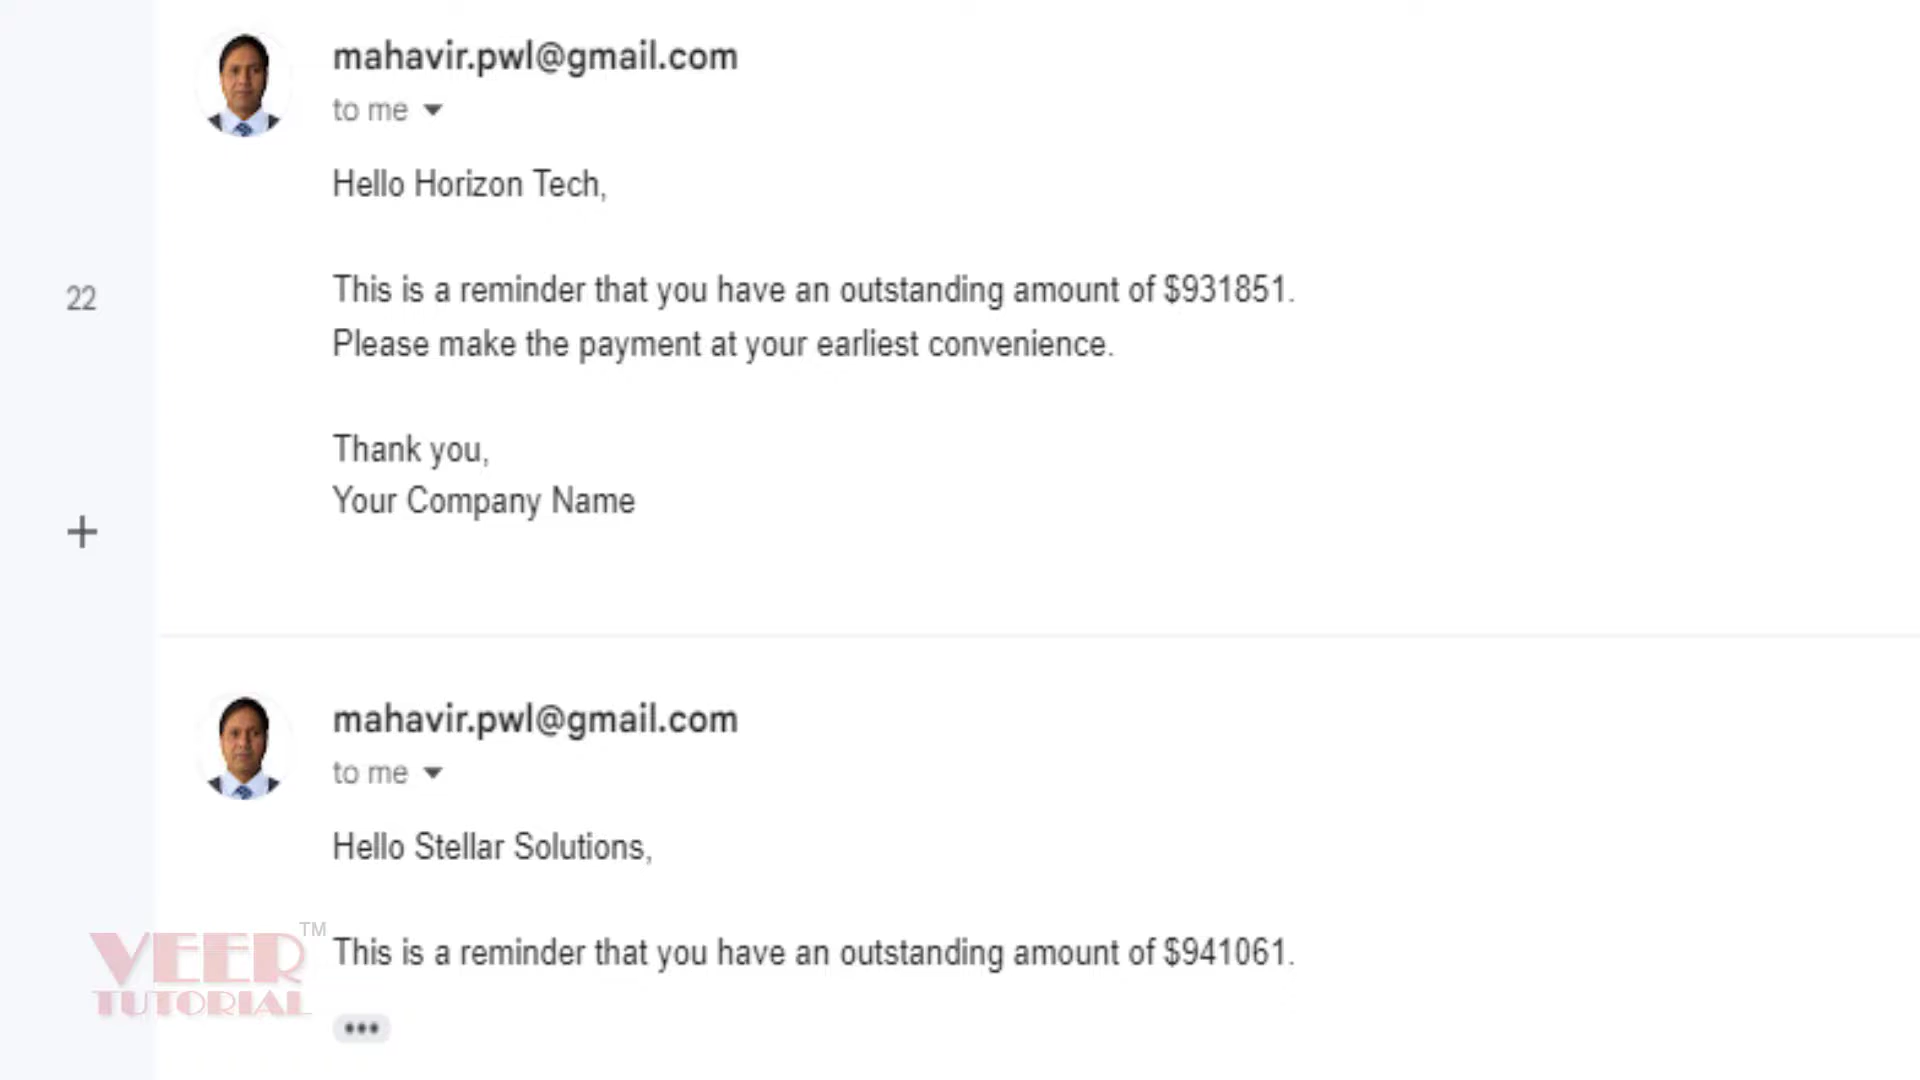 mahavir.pwl@gmail.com
to me
Hello Horizon Tech,
This is a reminder that you have an outstanding amount of $931851.
Please make the payment at your earliest convenience.
Thank you,
Your Company Name
22
+
mahavir.pwl@gmail.com
to me
Hello Stellar Solutions,
This is a reminder that you have an outstanding amount of $941061.
•••
VEER TM
TUTORIAL